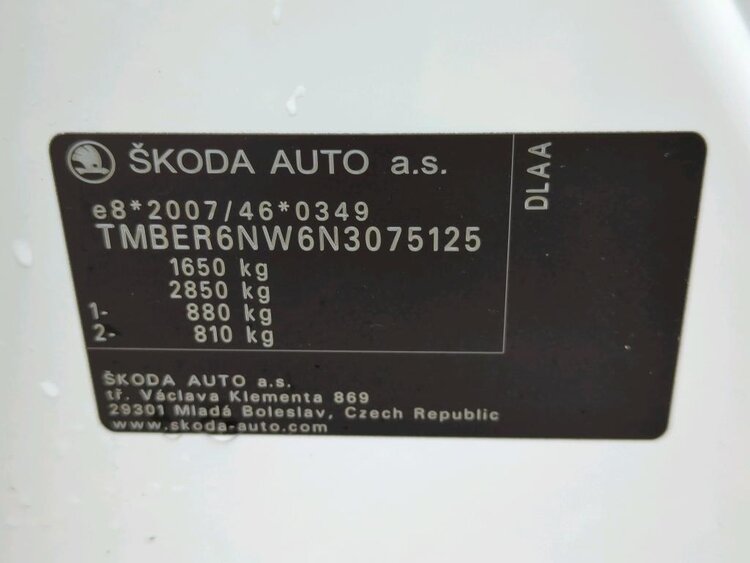 ŠKODA AUTO a.s.
e8*2007/46*0349
TMBER6NW6N3075125
1650 kg
2850 kg
1- 880 kg
2- 810 kg
DLAA
ŠKODA AUTO a.s.
tř. Václava Klementa 869
29301 Mladá Boleslav, Czech Republic
www.skoda-auto.com